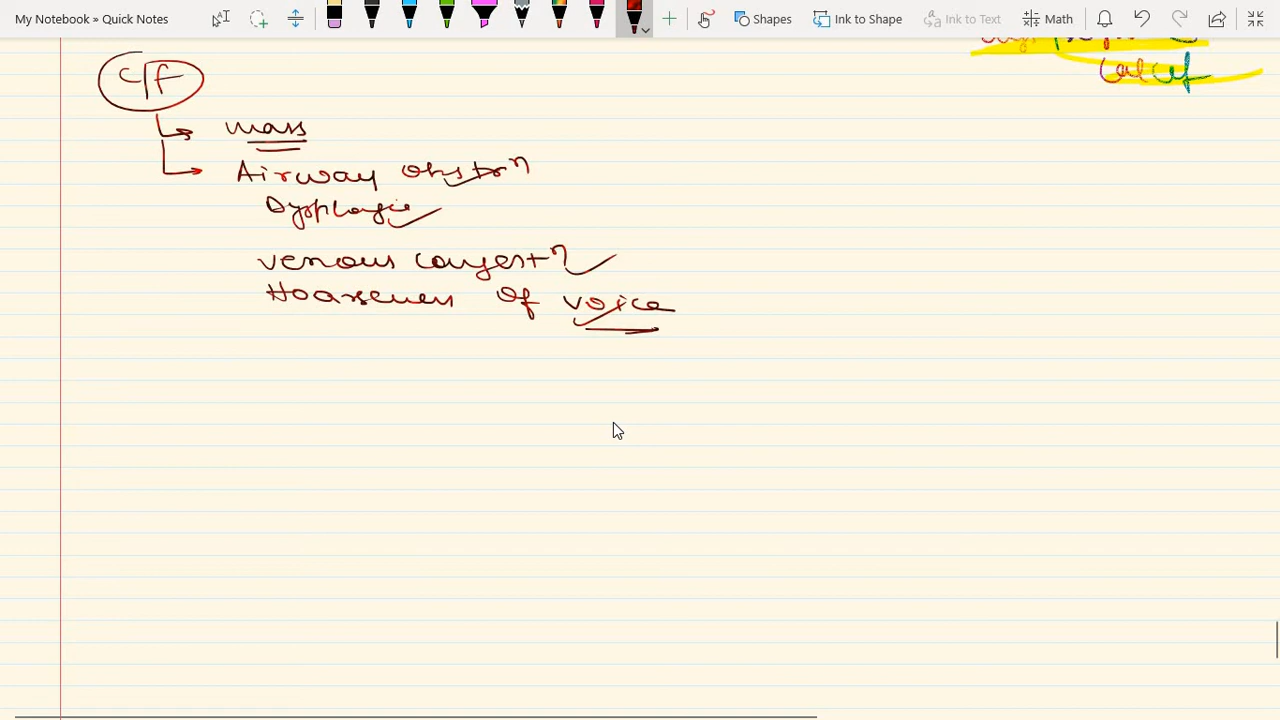 My Notebook » Quick Notes
Shapes
Ink to Shape
Ink to Text
Math
calcif
C/F
mass
Airway obstrn
Dysphagia
venous congestn
Hoarseness of voice